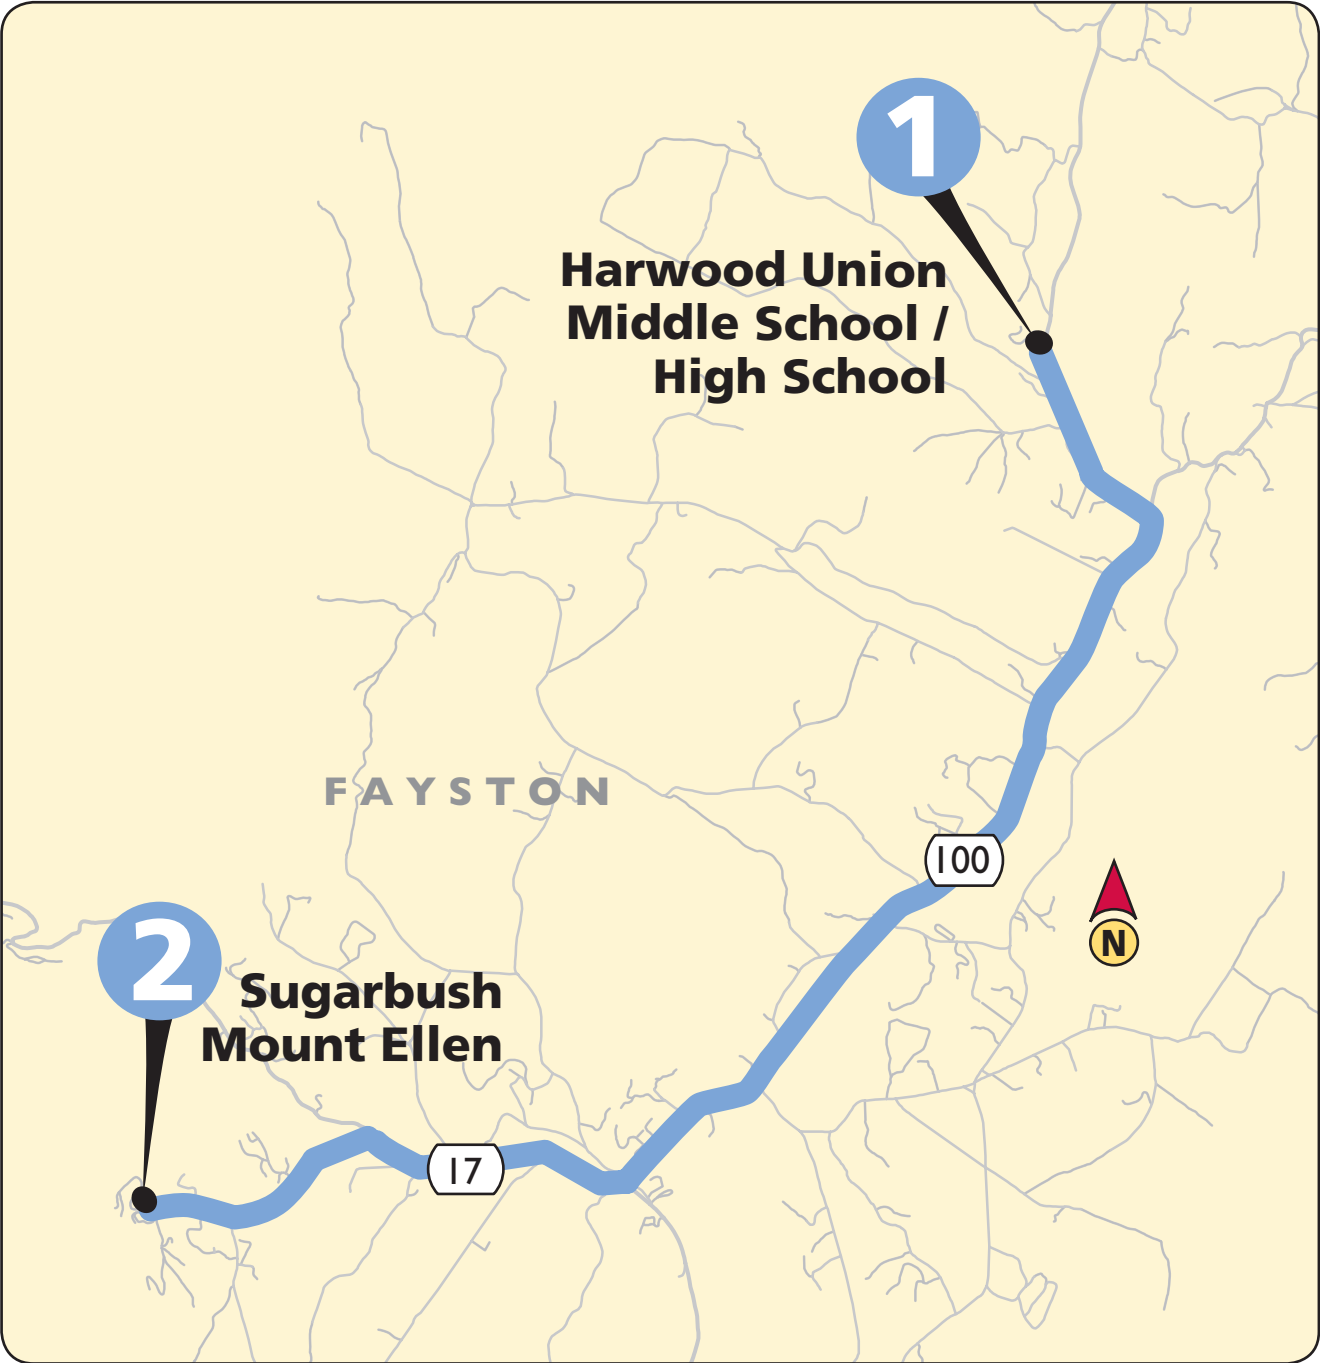 1
Harwood Union
Middle School /
High School
FAYSTON
100
N
2
Sugarbush
Mount Ellen
17